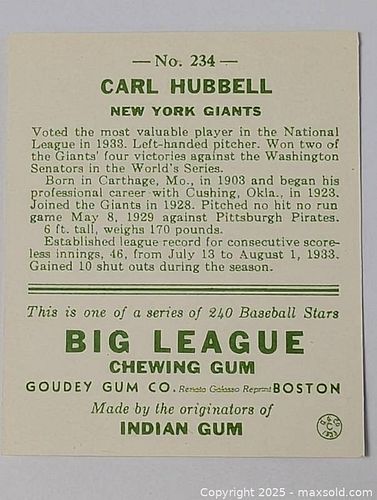 — No. 234 —
CARL HUBBELL
NEW YORK GIANTS
Voted the most valuable player in the National
League in 1933. Left-handed pitcher. Won two of
the Giants' four victories against the Washington
Senators in the World's Series.
Born in Carthage, Mo., in 1903 and began his
professional career with Cushing, Okla., in 1923.
Joined the Giants in 1928. Pitched no hit no run
game May 8, 1929 against Pittsburgh Pirates.
6 ft. tall, weighs 170 pounds.
Established league record for consecutive score-
less innings, 46, from July 13 to August 1, 1933.
Gained 10 shut outs during the season.
This is one of a series of 240 Baseball Stars
BIG LEAGUE
CHEWING GUM
GOUDEY GUM CO. Renato Galasso Reprint BOSTON
Made by the originators of
INDIAN GUM
Copyright 2025 - maxsold.com